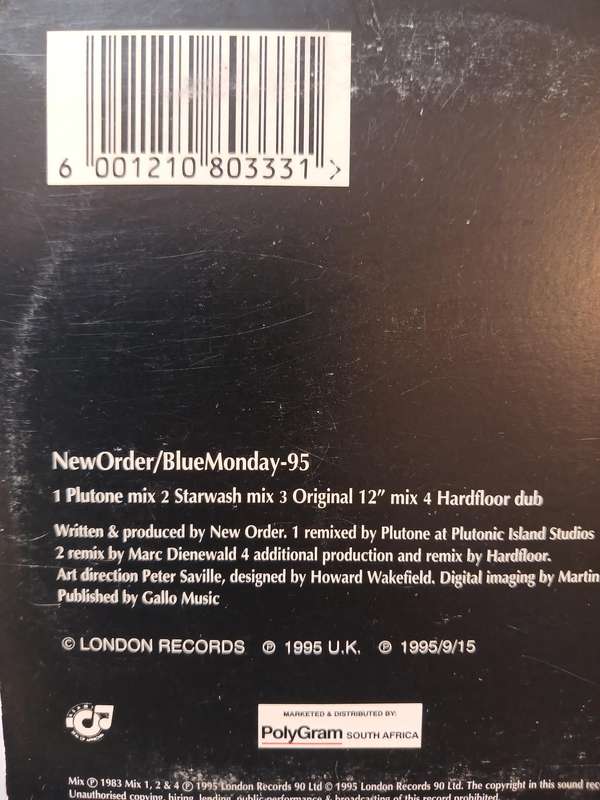 6 001210 803331 >
NewOrder/BlueMonday-95
1 Plutone mix 2 Starwash mix 3 Original 12" mix 4 Hardfloor dub
Written & produced by New Order. 1 remixed by Plutone at Plutonic Island Studios
2 remix by Marc Dienewald 4 additional production and remix by Hardfloor.
Art direction Peter Saville, designed by Howard Wakefield. Digital imaging by Martin
Published by Gallo Music
© LONDON RECORDS ℗ 1995 U.K. ℗ 1995/9/15
MARKETED & DISTRIBUTED BY:
PolyGram SOUTH AFRICA
Mix ℗ 1983 Mix 1, 2 & 4 ℗ 1995 London Records 90 Ltd © 1995 London Records 90 Ltd. The copyright in this sound rec
Unauthorised copying, hiring, lending, public performance & broadcasting of this record prohibited.